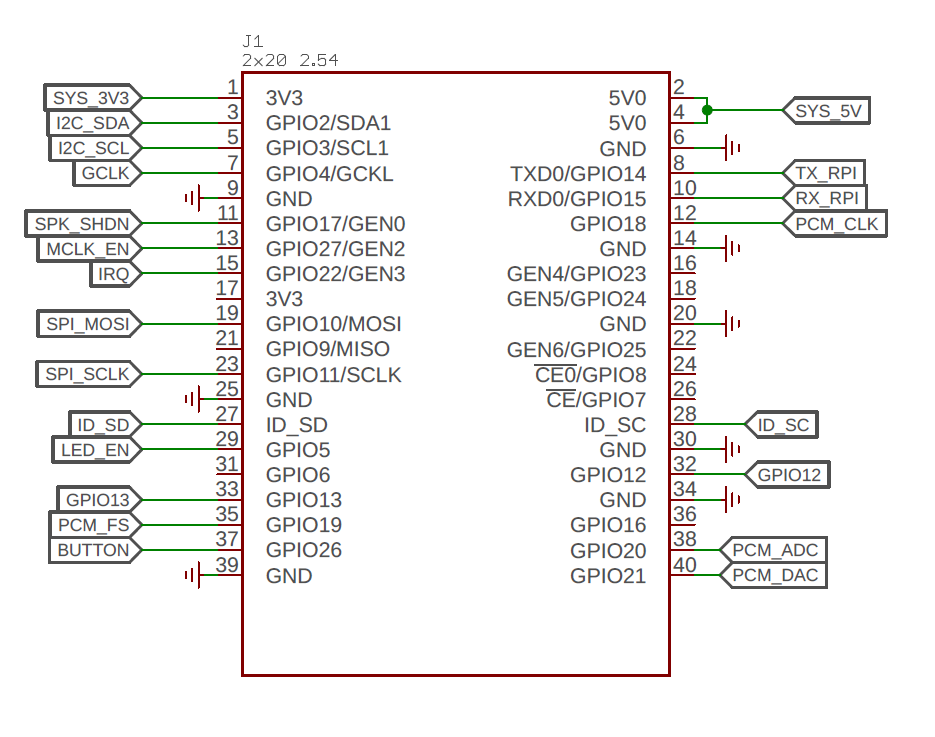 J1
2x20 2.54
SYS_3V3 1 3V3 5V0 2
I2C_SDA 3 GPIO2/SDA1 5V0 4 SYS_5V
I2C_SCL 5 GPIO3/SCL1 GND 6
GCLK 7 GPIO4/GCKL TXD0/GPIO14 8 TX_RPI
9 GND RXD0/GPIO15 10 RX_RPI
SPK_SHDN 11 GPIO17/GEN0 GPIO18 12 PCM_CLK
MCLK_EN 13 GPIO27/GEN2 GND 14
IRQ 15 GPIO22/GEN3 GEN4/GPIO23 16
17 3V3 GEN5/GPIO24 18
SPI_MOSI 19 GPIO10/MOSI GND 20
21 GPIO9/MISO GEN6/GPIO25 22
SPI_SCLK 23 GPIO11/SCLK CE0/GPIO8 24
25 GND CE/GPIO7 26
ID_SD 27 ID_SD ID_SC 28 ID_SC
LED_EN 29 GPIO5 GND 30
31 GPIO6 GPIO12 32 GPIO12
GPIO13 33 GPIO13 GND 34
PCM_FS 35 GPIO19 GPIO16 36
BUTTON 37 GPIO26 GPIO20 38 PCM_ADC
39 GND GPIO21 40 PCM_DAC